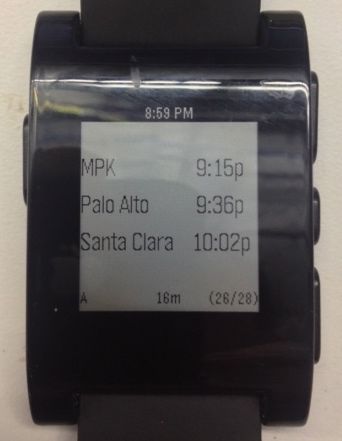 8:59 PM
MPK 9:15p
Palo Alto 9:36p
Santa Clara 10:02p
A 16m (26/28)